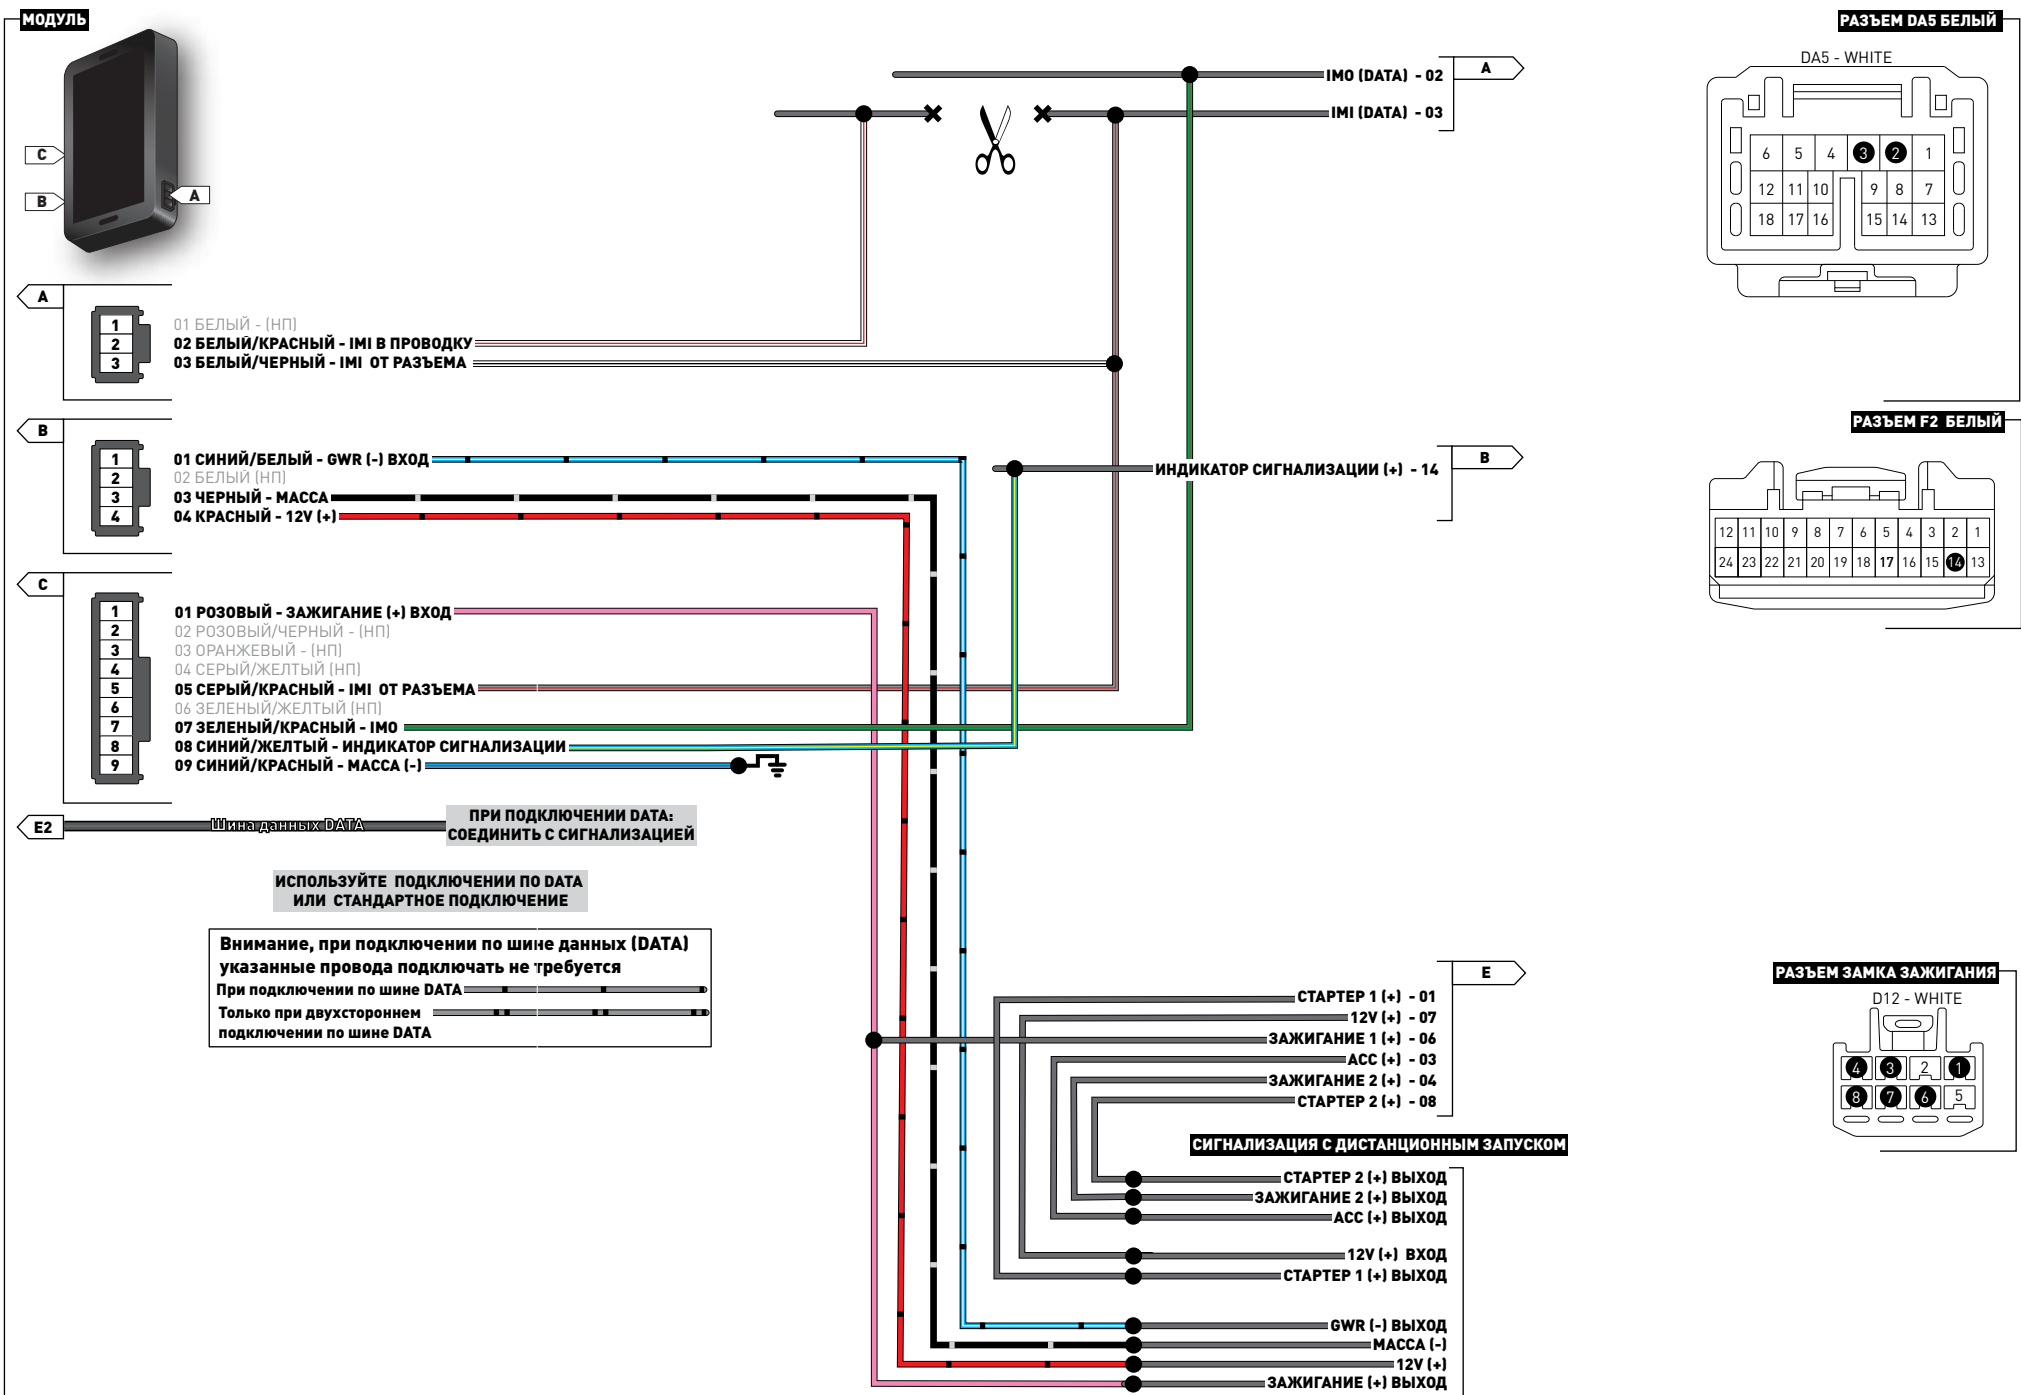 МОДУЛЬ
C
B
A
A
1
2
3
01 БЕЛЫЙ - (НП)
02 БЕЛЫЙ/КРАСНЫЙ - IMI В ПРОВОДКУ
03 БЕЛЫЙ/ЧЕРНЫЙ - IMI ОТ РАЗЪЕМА
B
1
2
3
4
01 СИНИЙ/БЕЛЫЙ - GWR (-) ВХОД
02 БЕЛЫЙ (НП)
03 ЧЕРНЫЙ - МАССА
04 КРАСНЫЙ - 12V (+)
C
1
2
3
4
5
6
7
8
9
01 РОЗОВЫЙ - ЗАЖИГАНИЕ (+) ВХОД
02 РОЗОВЫЙ/ЧЕРНЫЙ - (НП)
03 ОРАНЖЕВЫЙ - (НП)
04 СЕРЫЙ/ЖЕЛТЫЙ (НП)
05 СЕРЫЙ/КРАСНЫЙ - IMI ОТ РАЗЪЕМА
06 ЗЕЛЕНЫЙ/ЖЕЛТЫЙ (НП)
07 ЗЕЛЕНЫЙ/КРАСНЫЙ - IMO
08 СИНИЙ/ЖЕЛТЫЙ - ИНДИКАТОР СИГНАЛИЗАЦИИ
09 СИНИЙ/КРАСНЫЙ - МАССА (-)
E2
Шина данных DATA
ПРИ ПОДКЛЮЧЕНИИ DATA:
СОЕДИНИТЬ С СИГНАЛИЗАЦИЕЙ
ИСПОЛЬЗУЙТЕ ПОДКЛЮЧЕНИИ ПО DATA
ИЛИ СТАНДАРТНОЕ ПОДКЛЮЧЕНИЕ
Внимание, при подключении по шине данных (DATA)
указанные провода подключать не требуется
При подключении по шине DATA
Только при двухстороннем
подключении по шине DATA
IMO (DATA) - 02
IMI (DATA) - 03
A
ИНДИКАТОР СИГНАЛИЗАЦИИ (+) - 14
B
E
СТАРТЕР 1 (+) - 01
12V (+) - 07
ЗАЖИГАНИЕ 1 (+) - 06
ACC (+) - 03
ЗАЖИГАНИЕ 2 (+) - 04
СТАРТЕР 2 (+) - 08
СИГНАЛИЗАЦИЯ С ДИСТАНЦИОННЫМ ЗАПУСКОМ
СТАРТЕР 2 (+) ВЫХОД
ЗАЖИГАНИЕ 2 (+) ВЫХОД
ACC (+) ВЫХОД
12V (+) ВХОД
СТАРТЕР 1 (+) ВЫХОД
GWR (-) ВЫХОД
МАССА (-)
12V (+)
ЗАЖИГАНИЕ (+) ВЫХОД
РАЗЪЕМ DA5 БЕЛЫЙ
DA5 - WHITE
6 5 4 3 2 1
12 11 10 9 8 7
18 17 16 15 14 13
РАЗЪЕМ F2 БЕЛЫЙ
12 11 10 9 8 7 6 5 4 3 2 1
24 23 22 21 20 19 18 17 16 15 14 13
РАЗЪЕМ ЗАМКА ЗАЖИГАНИЯ
D12 - WHITE
4 3 2 1
8 7 6 5